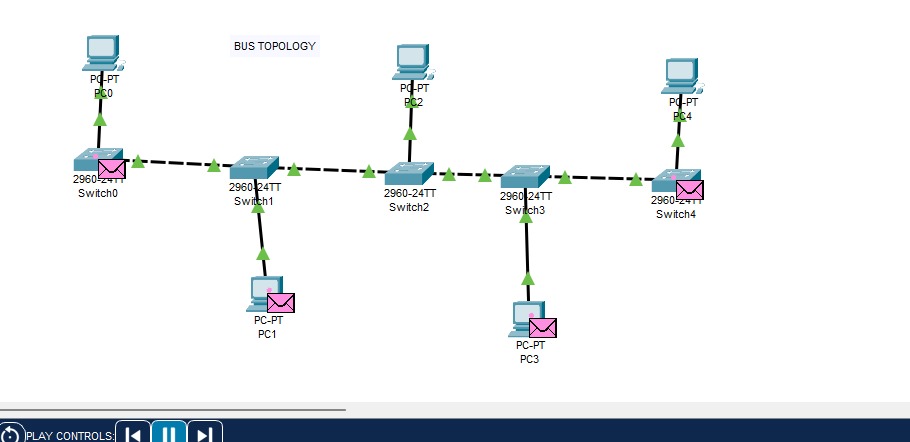 BUS TOPOLOGY
PC-PT
PC0
PC-PT
PC2
PC-PT
PC4
2960-24TT
Switch0
2960-24TT
Switch1
2960-24TT
Switch2
2960-24TT
Switch3
2960-24TT
Switch4
PC-PT
PC1
PC-PT
PC3
PLAY CONTROLS: